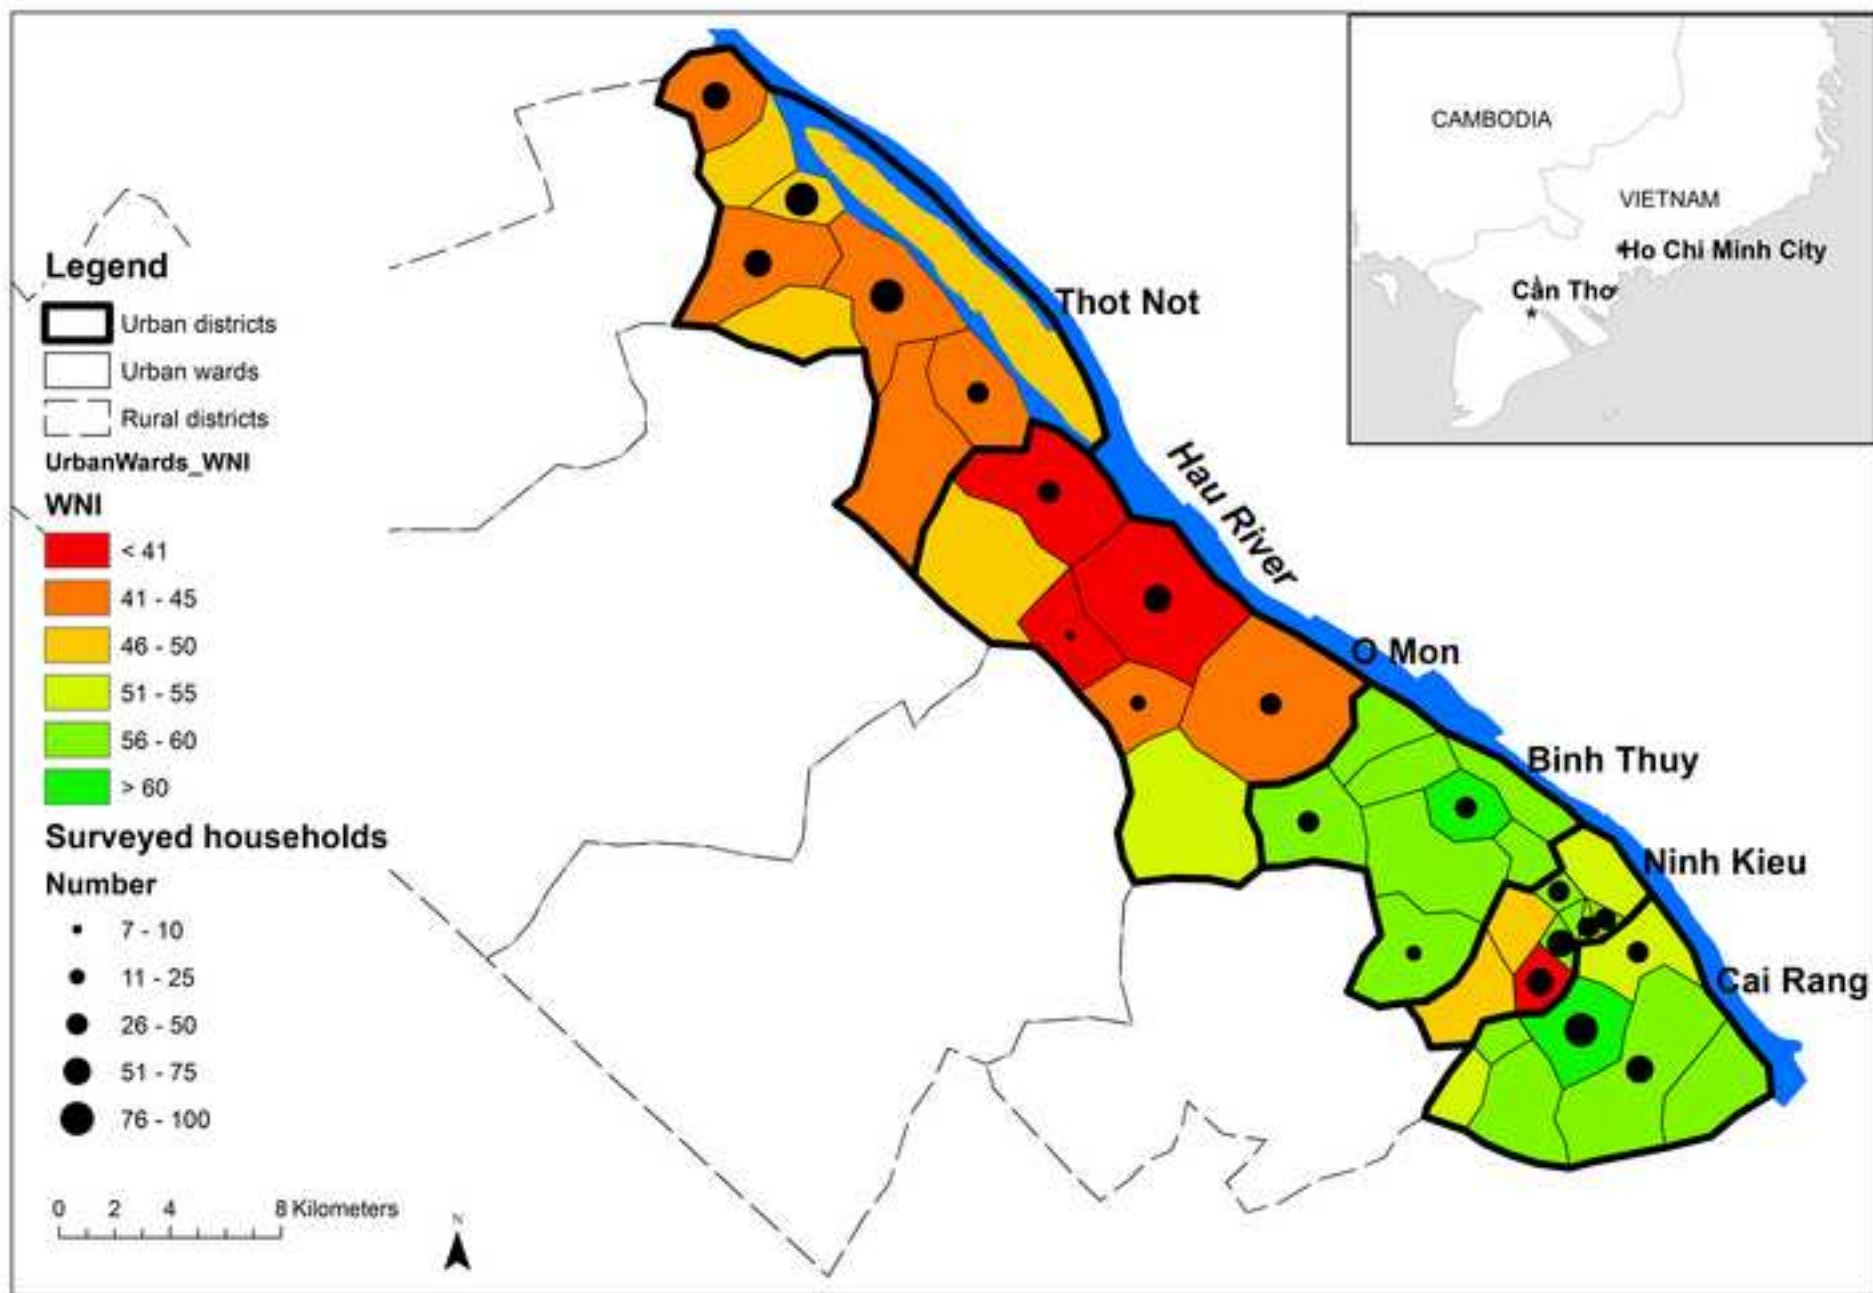 Legend
Urban districts
Urban wards
Rural districts
UrbanWards_WNI
WNI
< 41
41 - 45
46 - 50
51 - 55
56 - 60
> 60
Surveyed households
Number
7 - 10
11 - 25
26 - 50
51 - 75
76 - 100
0 2 4 8 Kilometers
N
Thot Not
Hau River
O Mon
Binh Thuy
Ninh Kieu
Cai Rang
CAMBODIA
VIETNAM
Ho Chi Minh City
Cần Thơ